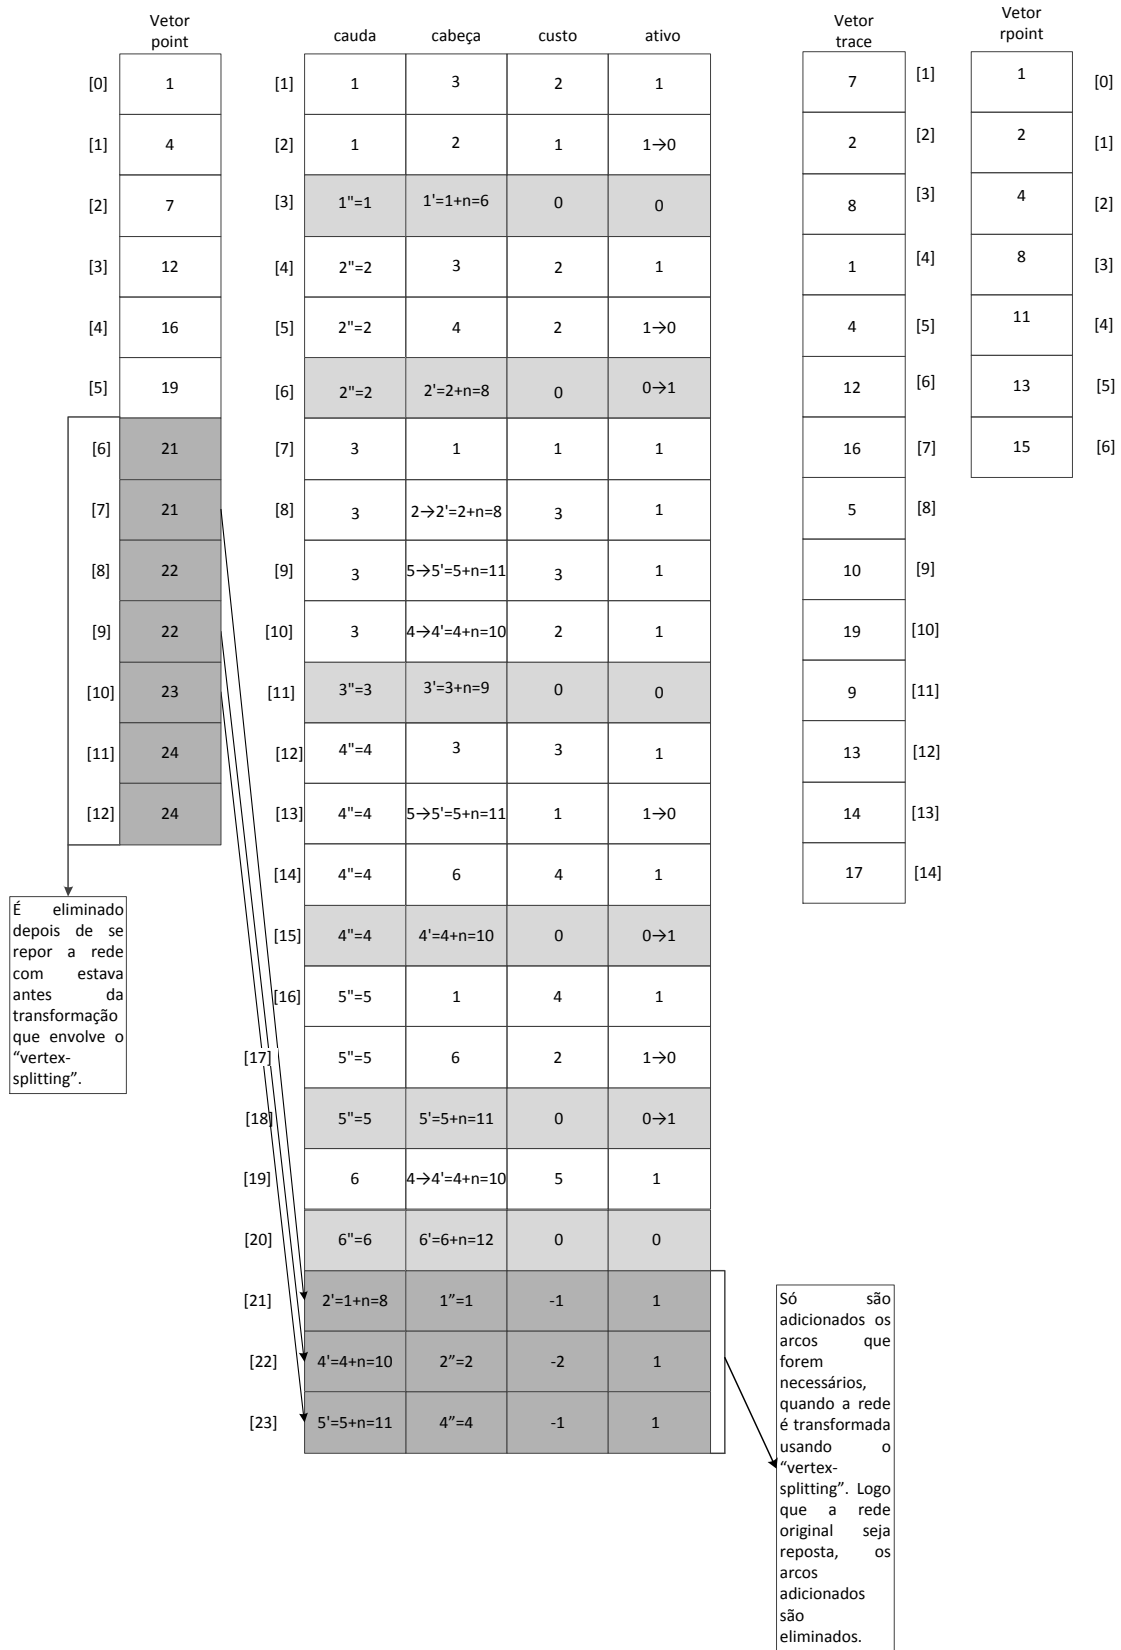 Vetor
point
cauda cabeça custo ativo
Vetor
trace
Vetor
rpoint
[0] 1
[1] 4
[2] 7
[3] 12
[4] 16
[5] 19
[6] 21
[7] 21
[8] 22
[9] 22
[10] 23
[11] 24
[12] 24
É eliminado
depois de se
repor a rede
com estava
antes da
transformação
que envolve o
“vertex-
splitting”.
[1] 1 3 2 1
[2] 1 2 1 1→0
[3] 1"=1 1'=1+n=6 0 0
[4] 2"=2 3 2 1
[5] 2"=2 4 2 1→0
[6] 2"=2 2'=2+n=8 0 0→1
[7] 3 1 1 1
[8] 3 2→2'=2+n=8 3 1
[9] 3 5→5'=5+n=11 3 1
[10] 3 4→4'=4+n=10 2 1
[11] 3"=3 3'=3+n=9 0 0
[12] 4"=4 3 3 1
[13] 4"=4 5→5'=5+n=11 1 1→0
[14] 4"=4 6 4 1
[15] 4"=4 4'=4+n=10 0 0→1
[16] 5"=5 1 4 1
[17] 5"=5 6 2 1→0
[18] 5"=5 5'=5+n=11 0 0→1
[19] 6 4→4'=4+n=10 5 1
[20] 6"=6 6'=6+n=12 0 0
[21] 2'=1+n=8 1”=1 -1 1
[22] 4'=4+n=10 2”=2 -2 1
[23] 5'=5+n=11 4”=4 -1 1
7 [1]
2 [2]
8 [3]
1 [4]
4 [5]
12 [6]
16 [7]
5 [8]
10 [9]
19 [10]
9 [11]
13 [12]
14 [13]
17 [14]
1 [0]
2 [1]
4 [2]
8 [3]
11 [4]
13 [5]
15 [6]
Só são
adicionados os
arcos que
forem
necessários,
quando a rede
é transformada
usando o
“vertex-
splitting”. Logo
que a rede
original seja
reposta, os
arcos
adicionados
são
eliminados.